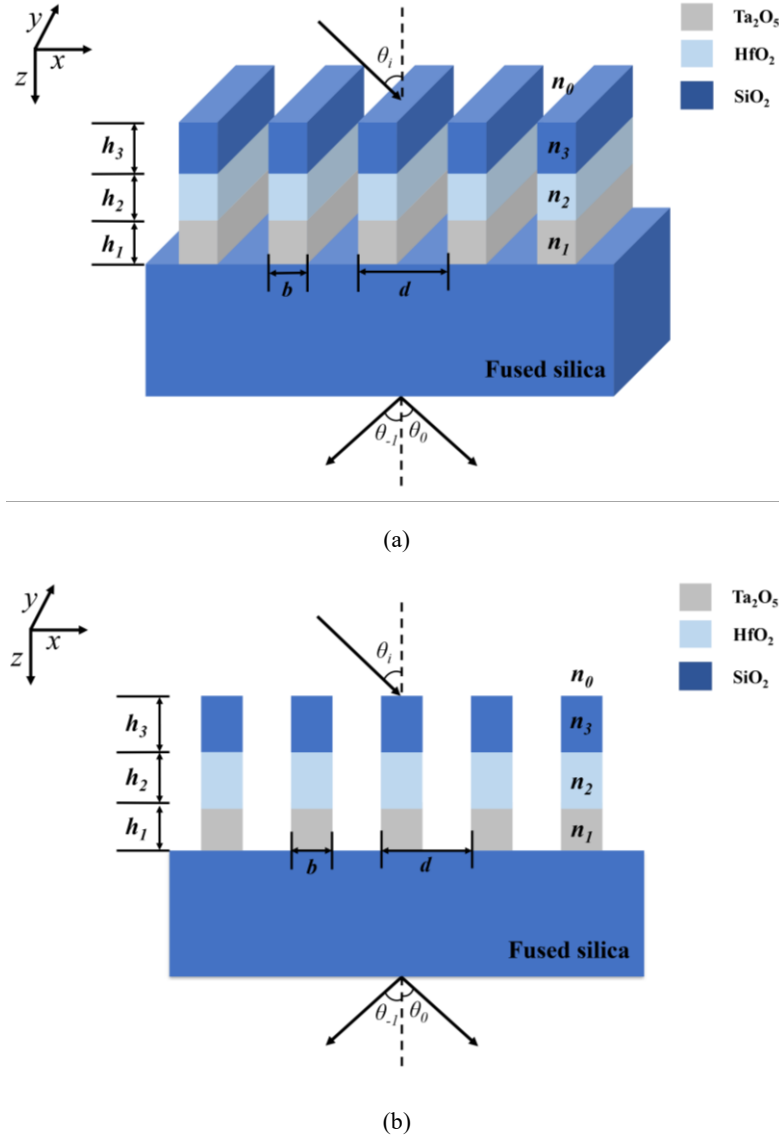 y
x
z
θi
n0
Ta2O5
HfO2
SiO2
h3
h2
h1
n3
n2
n1
b
d
Fused silica
θ-1
θ0
(a)
y
x
z
θi
n0
Ta2O5
HfO2
SiO2
h3
h2
h1
n3
n2
n1
b
d
Fused silica
θ-1
θ0
(b)